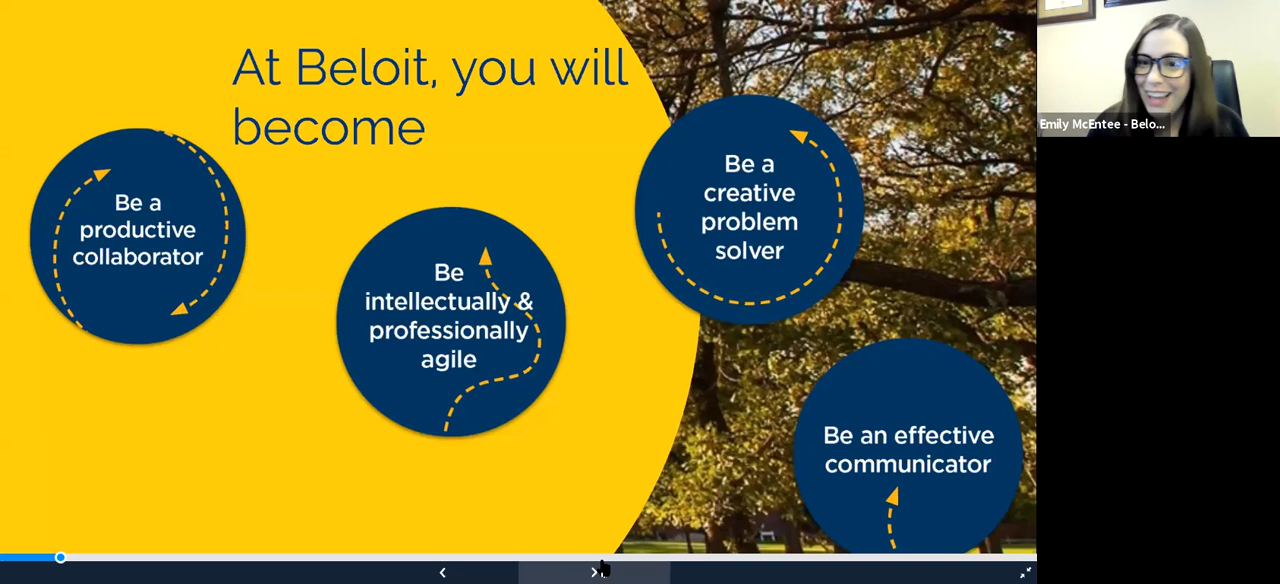 At Beloit, you will
become
Be a
productive
collaborator
Be
intellectually &
professionally
agile
Be a
creative
problem
solver
Be an effective
communicator
Emily McEntee - Belo...